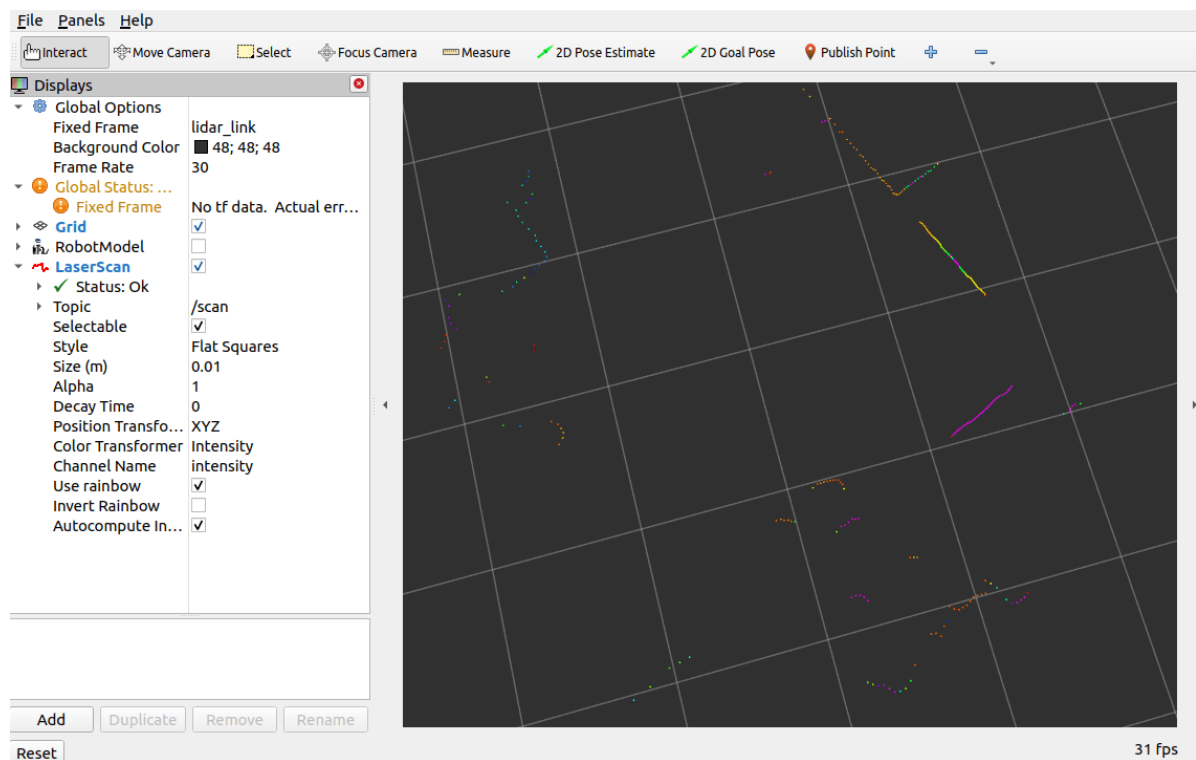 File Panels Help
Interact Move Camera Select Focus Camera Measure 2D Pose Estimate 2D Goal Pose Publish Point
Displays
Global Options
Fixed Frame lidar_link
Background Color 48; 48; 48
Frame Rate 30
Global Status: ...
Fixed Frame No tf data. Actual err...
Grid
RobotModel
LaserScan
Status: Ok
Topic /scan
Selectable
Style Flat Squares
Size (m) 0.01
Alpha 1
Decay Time 0
Position Transfo... XYZ
Color Transformer Intensity
Channel Name intensity
Use rainbow
Invert Rainbow
Autocompute In...
Add Duplicate Remove Rename
Reset 31 fps